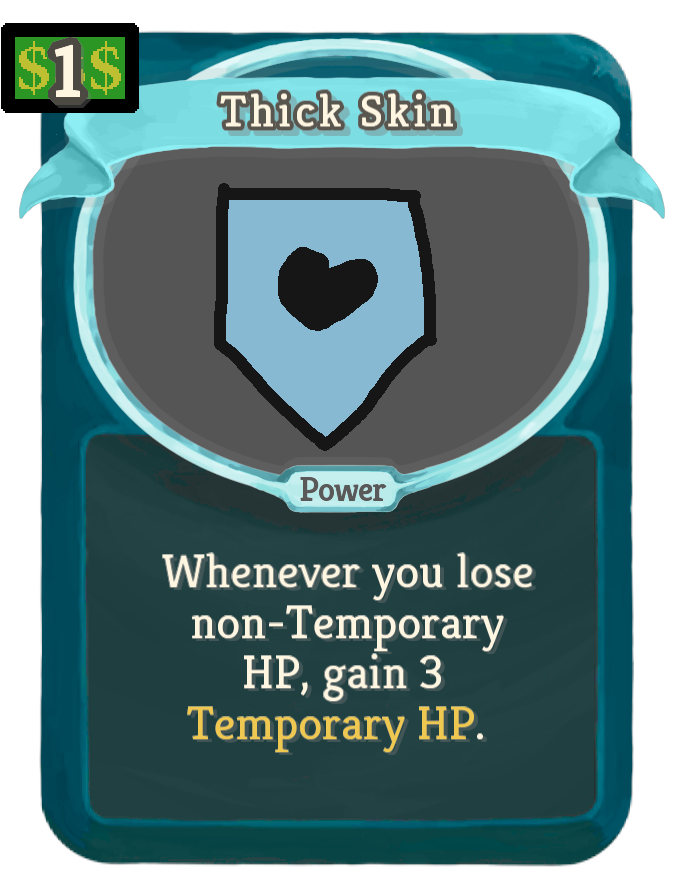 $1$
Thick Skin
Power
Whenever you lose
non-Temporary
HP, gain 3
Temporary HP.